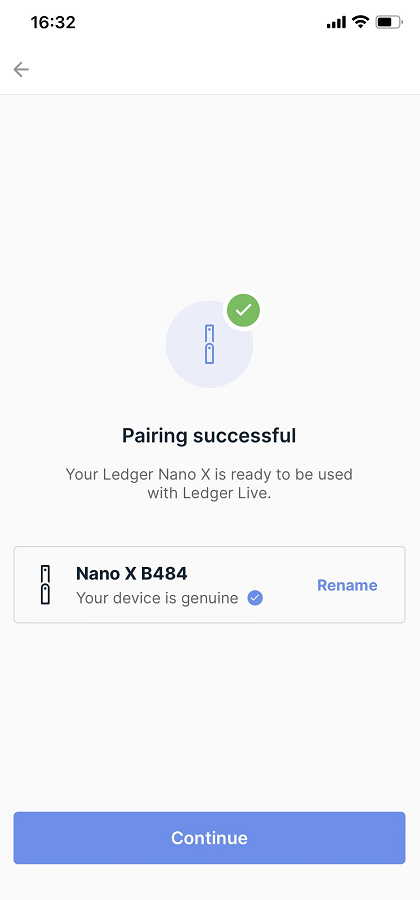 16:32
Pairing successful
Your Ledger Nano X is ready to be used
with Ledger Live.
Nano X B484
Your device is genuine
Rename
Continue